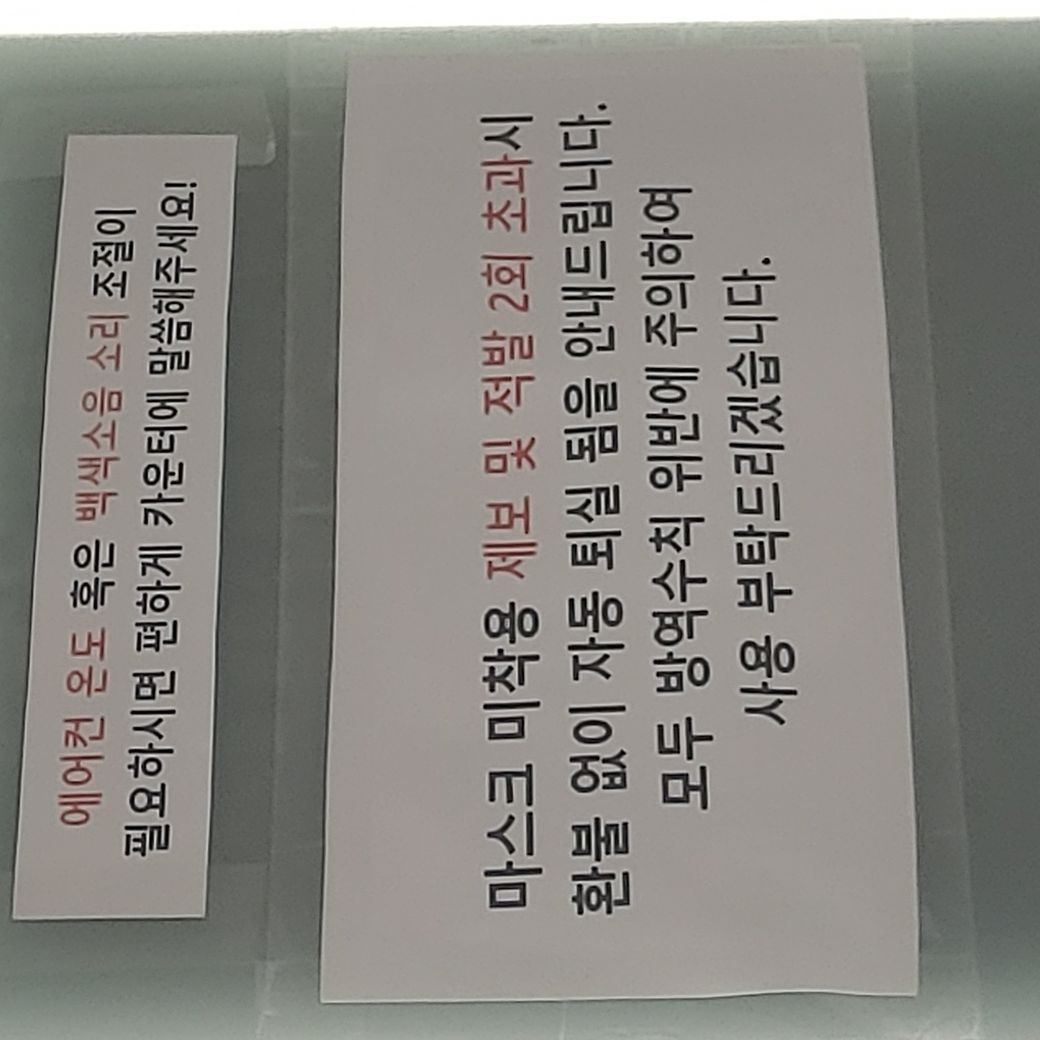 에어컨 온도 혹은 백색소음 소리 조절이
필요하시면 편하게 카운터에 말씀해주세요!
마스크 미착용 제보 및 적발 2회 초과시
환불 없이 자동 퇴실 됨을 안내드립니다.
모두 방역수칙 위반에 주의하여
사용 부탁드리겠습니다.